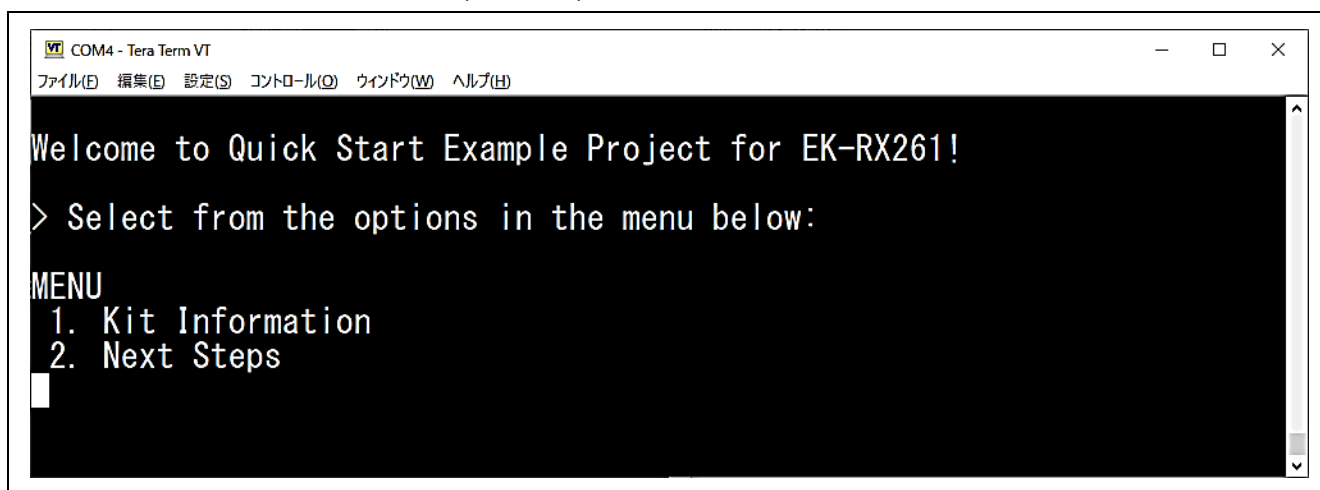 COM4 - Tera Term VT
ファイル(F) 編集(E) 設定(S) コントロール(O) ウィンドウ(W) ヘルプ(H)
Welcome to Quick Start Example Project for EK-RX261!
> Select from the options in the menu below:
MENU
1. Kit Information
2. Next Steps